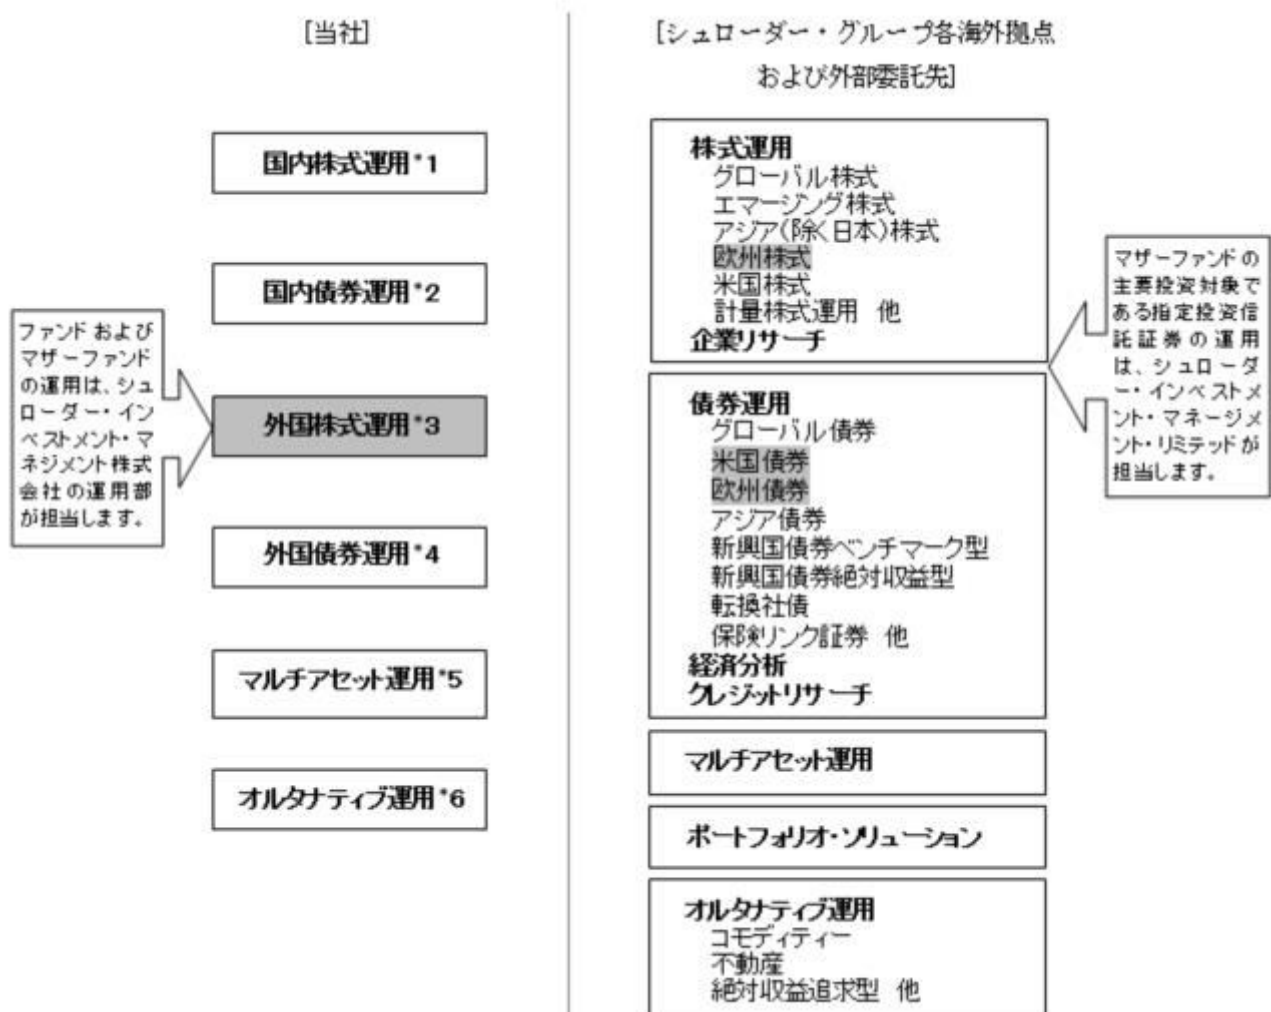 [当社]
国内株式運用*1
国内債券運用*2
ファンドおよび
マザーファンド
の運用は、シュ
ローダー・イン
ベストメント・マ
ネジメント株式
会社の運用部
が担当します。
外国株式運用*3
外国債券運用*4
マルチアセット運用*5
オルタナティブ運用*6
[シュローダー・グループ各海外拠点
および外部委託先]
株式運用
グローバル株式
エマージング株式
アジア(除く日本)株式
欧州株式
米国株式
計量株式運用 他
企業リサーチ
マザーファンドの
主要投資対象で
ある指定投資信
託証券の運用
は、シュローダ
ー・インベストメ
ント・マネージメ
ント・リミテッドが
担当します。
債券運用
グローバル債券
米国債券
欧州債券
アジア債券
新興国債券ベンチマーク型
新興国債券絶対収益型
転換社債
保険リンク証券 他
経済分析
クレジットリサーチ
マルチアセット運用
ポートフォリオ・ソリューション
オルタナティブ運用
コモディティー
不動産
絶対収益追求型 他